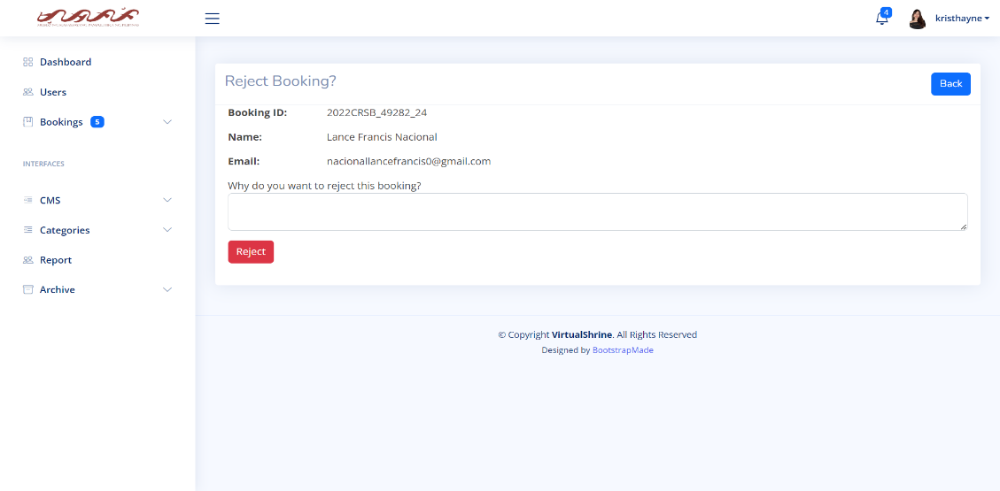 4
kristhayne
Dashboard
Users
Bookings 5
INTERFACES
CMS
Categories
Report
Archive
Reject Booking?
Back
Booking ID: 2022CRSB_49282_24
Name: Lance Francis Nacional
Email: nacionallancefrancis0@gmail.com
Why do you want to reject this booking?
Reject
© Copyright VirtualShrine. All Rights Reserved
Designed by BootstrapMade